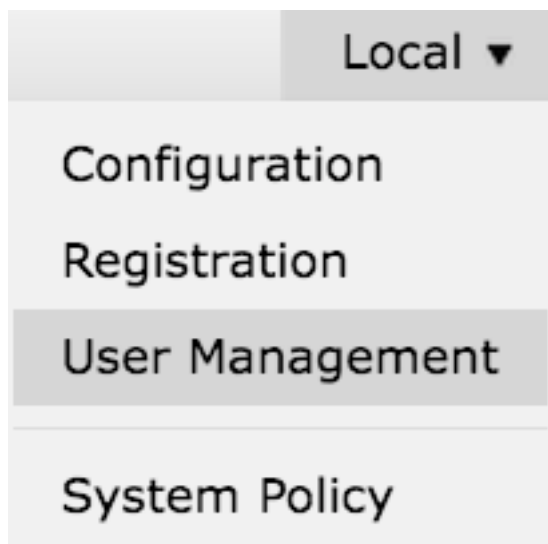 Local ▼
Configuration
Registration
User Management
System Policy